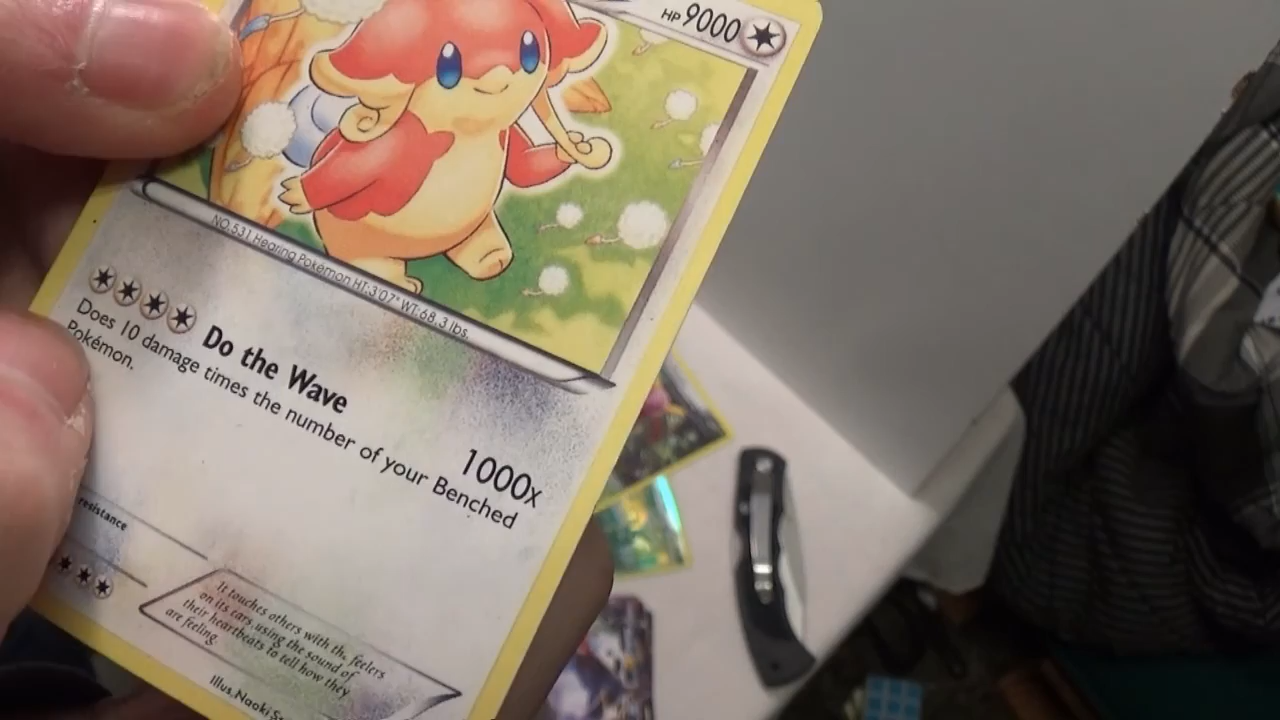 HP 9000
NO.531 Hearing Pokémon HT:3'07" WT:68.3 lbs.
Do the Wave
1000x
Does 10 damage times the number of your Benched
Pokémon.
resistance
It touches others with the feelers
on its ears, using the sound of
their heartbeats to tell how they
are feeling.
Illus. Naoki